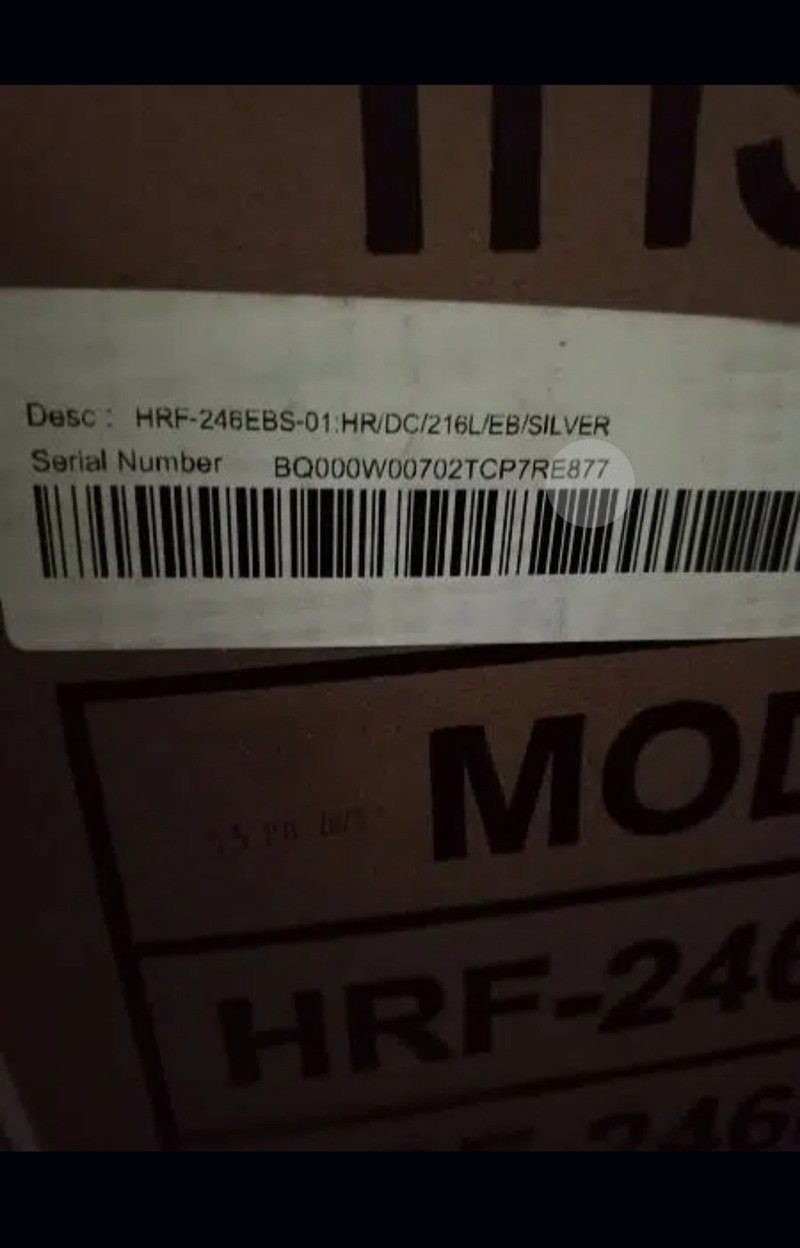 Desc : HRF-246EBS-01:HR/DC/216L/EB/SILVER
Serial Number BQ000W00702TCP7RE877
MOD
HRF-246